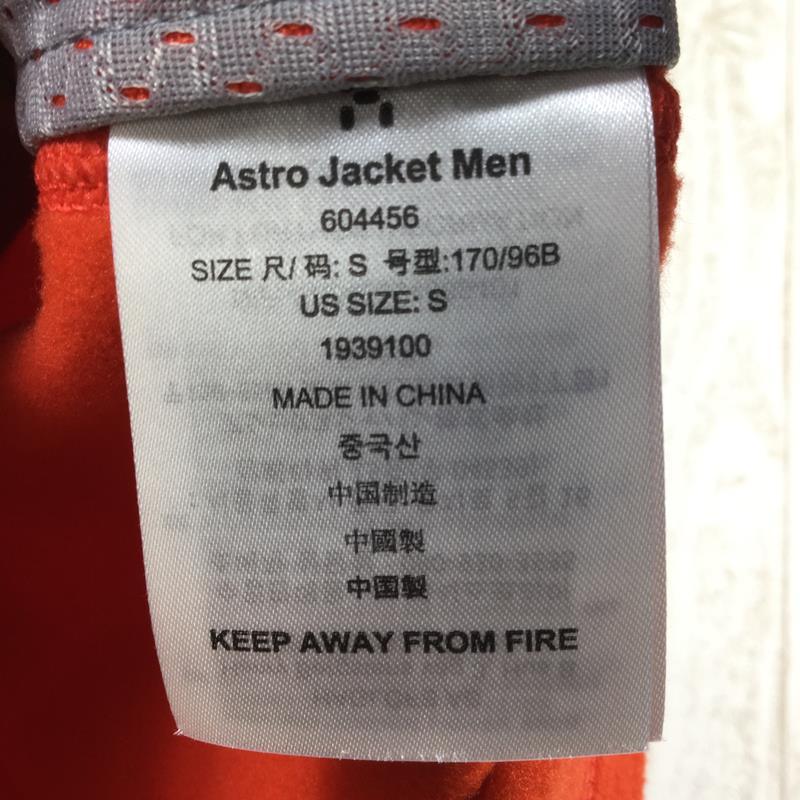 Astro Jacket Men
604456
SIZE 尺/ 码: S 号型:170/96B
US SIZE: S
1939100
MADE IN CHINA
중국산
中国制造
中國製
中国製
KEEP AWAY FROM FIRE